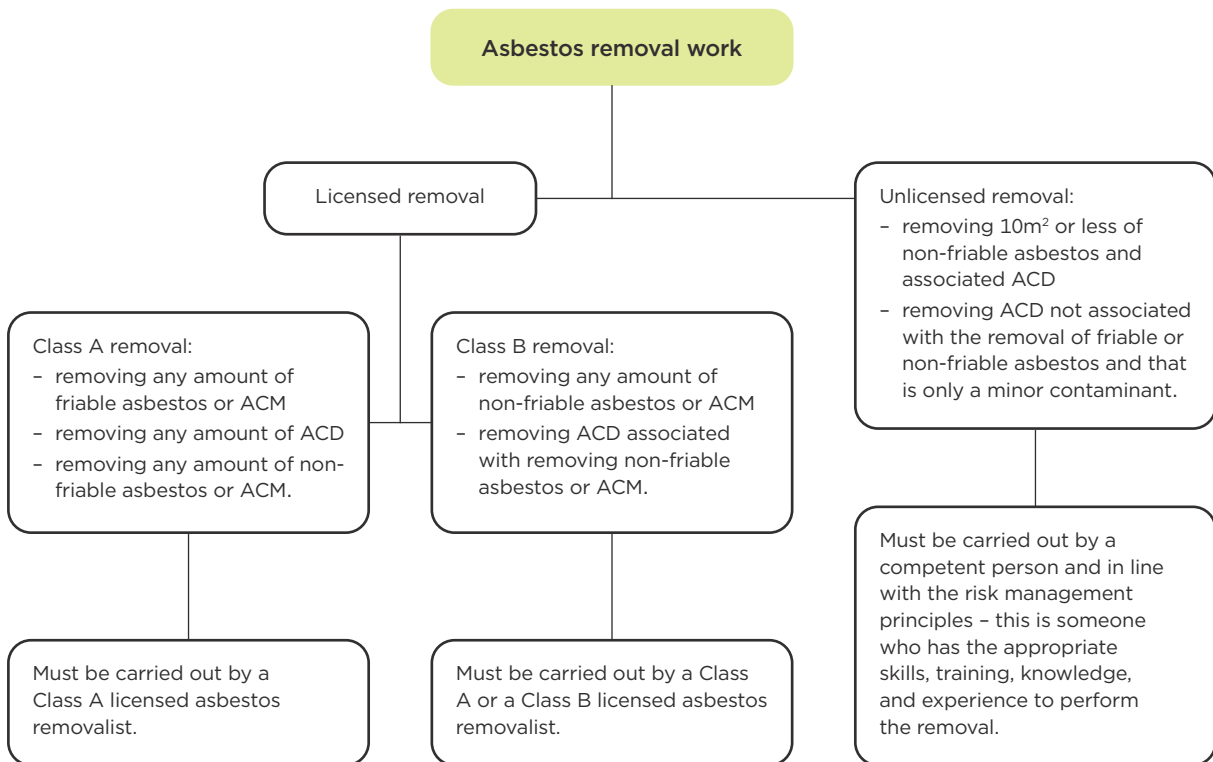 Asbestos removal work
Licensed removal
Unlicensed removal:
– removing 10m² or less of
non-friable asbestos and
associated ACD
– removing ACD not associated
with the removal of friable or
non-friable asbestos and that
is only a minor contaminant.
Class A removal:
– removing any amount of
friable asbestos or ACM
– removing any amount of ACD
– removing any amount of non-
friable asbestos or ACM.
Class B removal:
– removing any amount of
non-friable asbestos or ACM
– removing ACD associated
with removing non-friable
asbestos or ACM.
Must be carried out by a
Class A licensed asbestos
removalist.
Must be carried out by a Class
A or a Class B licensed asbestos
removalist.
Must be carried out by a
competent person and in line
with the risk management
principles – this is someone
who has the appropriate
skills, training, knowledge,
and experience to perform
the removal.